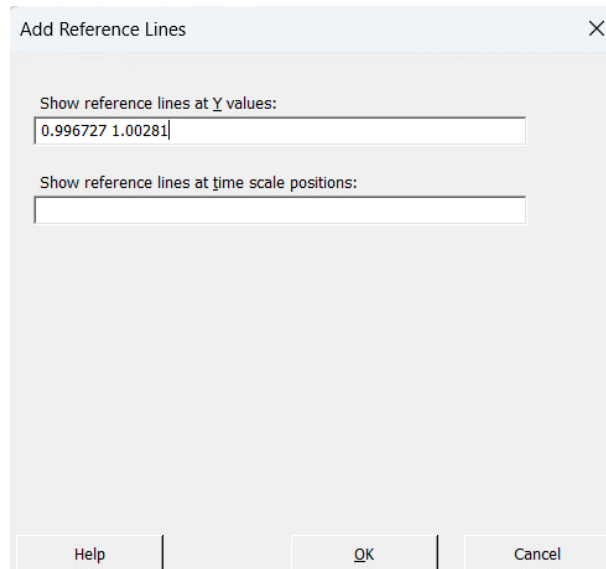 Add Reference Lines
Show reference lines at Y values:
0.996727 1.00281
Show reference lines at time scale positions:
Help OK Cancel